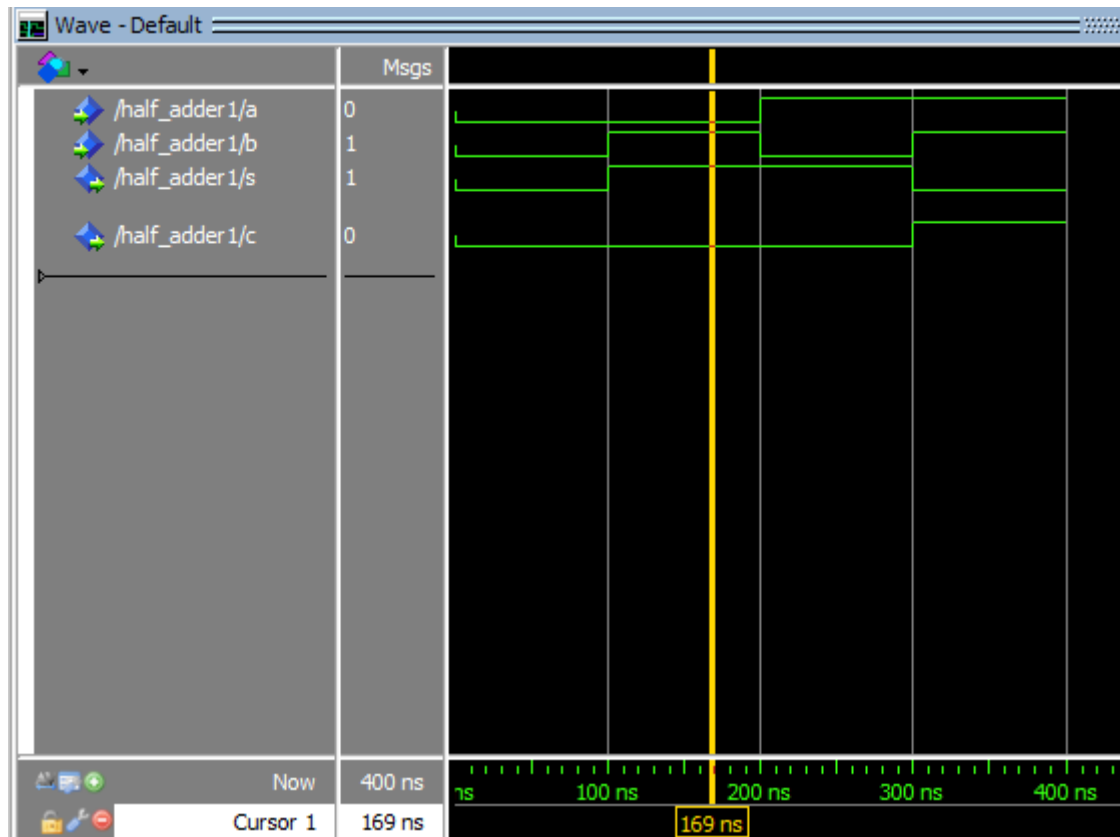 Wave - Default
Msgs
/half_adder1/a 0
/half_adder1/b 1
/half_adder1/s 1
/half_adder1/c 0
Now 400 ns
ns 100 ns 200 ns 300 ns 400 ns
Cursor 1 169 ns
169 ns